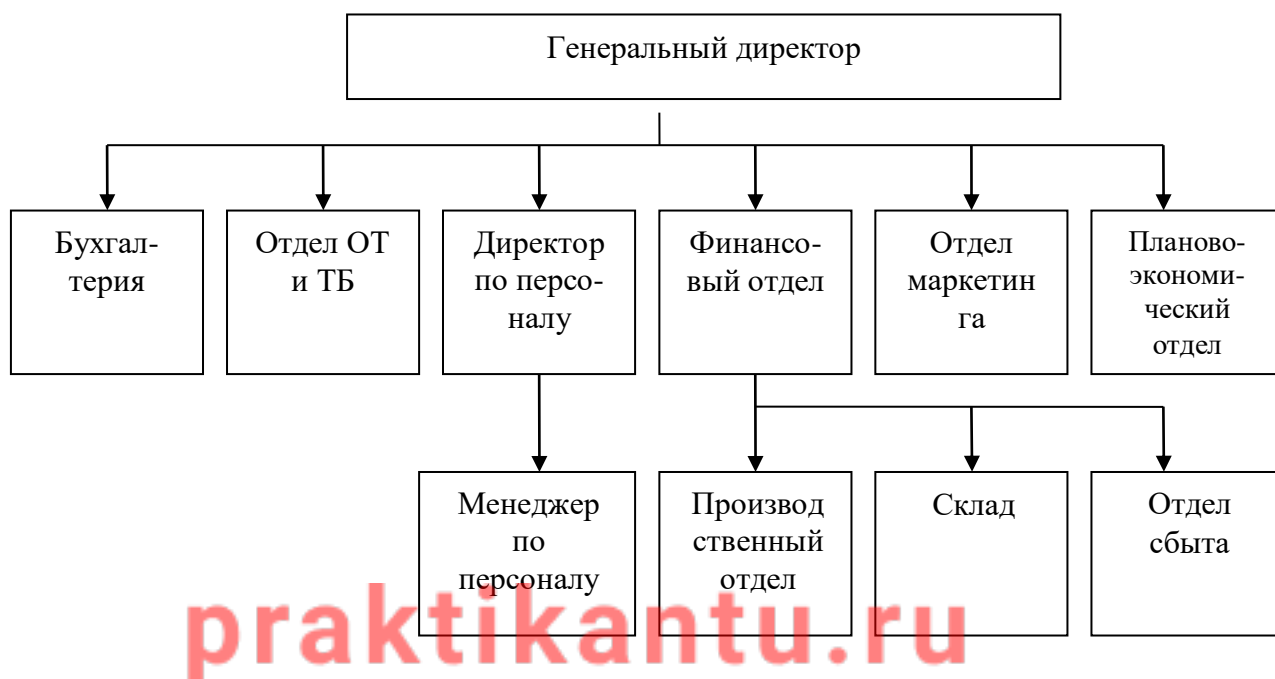 Генеральный директор
Бухгал-
терия
Отдел ОТ
и ТБ
Директор
по персо-
налу
Финансо-
вый отдел
Отдел
маркетин
га
Планово-
экономи-
ческий
отдел
Менеджер
по
персоналу
Производ
ственный
отдел
Склад
Отдел
сбыта
praktikantu.ru